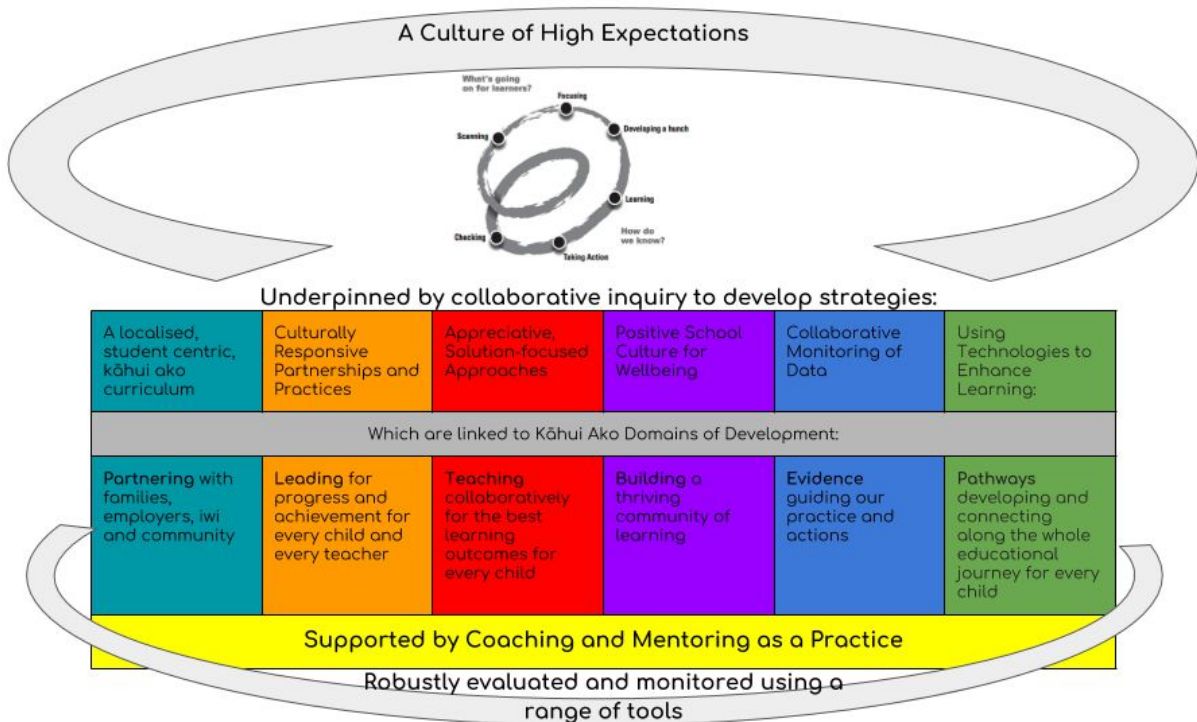 A Culture of High Expectations
What's going
on for learners?
Focusing
Scanning
Developing a hunch
Learning
Checking
How do
we know?
Taking Action
Underpinned by collaborative inquiry to develop strategies:
A localised,
student centric,
kāhui ako
curriculum
Culturally
Responsive
Partnerships and
Practices
Appreciative,
Solution-focused
Approaches
Positive School
Culture for
Wellbeing
Collaborative
Monitoring of
Data
Using
Technologies to
Enhance
Learning:
Which are linked to Kāhui Ako Domains of Development:
Partnering with
families,
employers, iwi
and community
Leading for
progress and
achievement for
every child and
every teacher
Teaching
collaboratively
for the best
learning
outcomes for
every child
Building a
thriving
community of
learning
Evidence
guiding our
practice and
actions
Pathways
developing and
connecting
along the whole
educational
journey for every
child
Supported by Coaching and Mentoring as a Practice
Robustly evaluated and monitored using a
range of tools